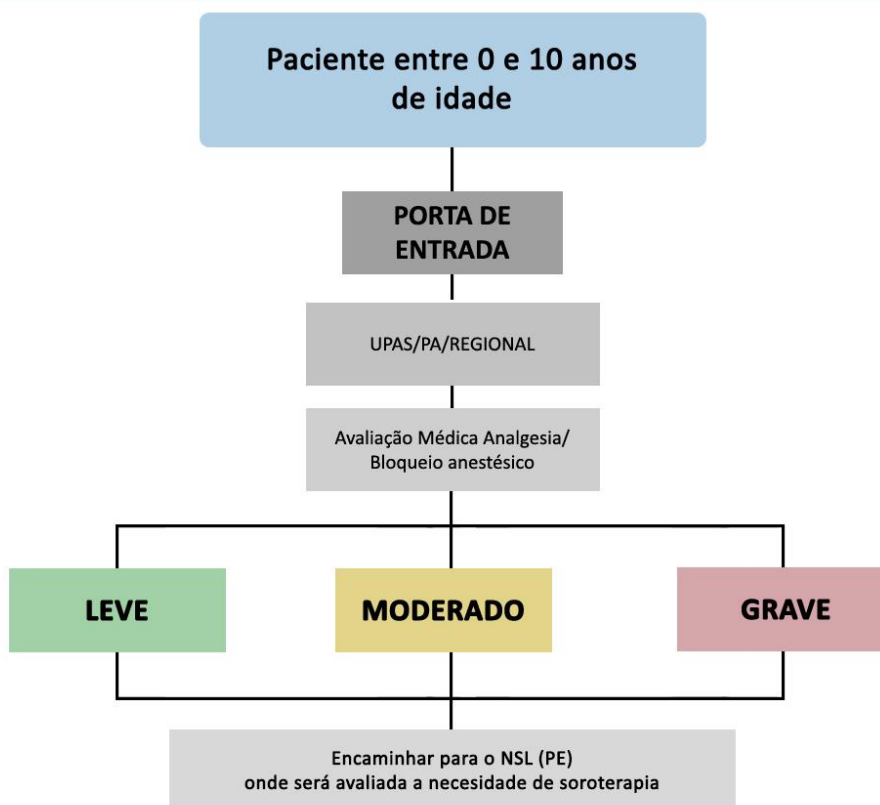 Paciente entre 0 e 10 anos
de idade
PORTA DE
ENTRADA
UPAS/PA/REGIONAL
Avaliação Médica Analgesia/
Bloqueio anestésico
LEVE
MODERADO
GRAVE
Encaminhar para o NSL (PE)
onde será avaliada a necesidade de soroterapia